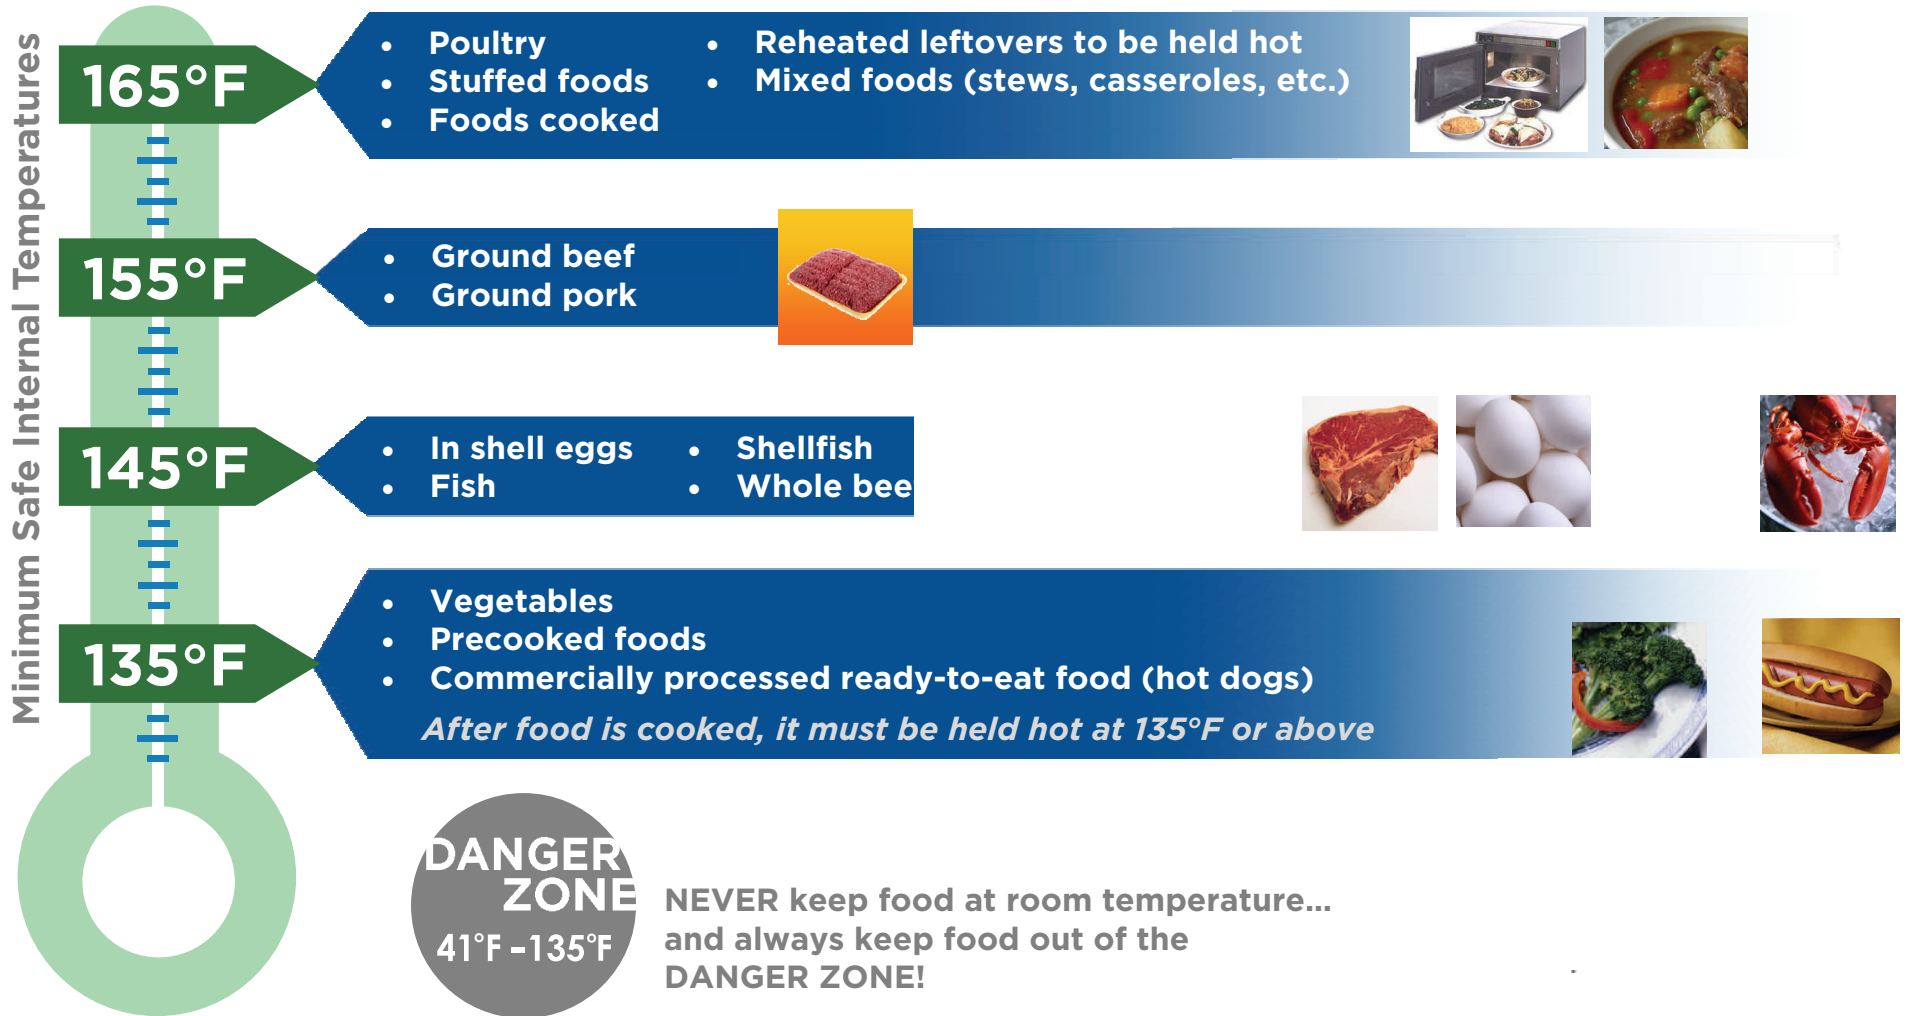 Minimum Safe Internal Temperatures
165°F
• Poultry
• Stuffed foods
• Foods cooked
• Reheated leftovers to be held hot
• Mixed foods (stews, casseroles, etc.)
155°F
• Ground beef
• Ground pork
145°F
• In shell eggs
• Fish
• Shellfish
• Whole bee
135°F
• Vegetables
• Precooked foods
• Commercially processed ready-to-eat food (hot dogs)
After food is cooked, it must be held hot at 135°F or above
DANGER
ZONE
41°F –135°F
NEVER keep food at room temperature...
and always keep food out of the
DANGER ZONE!